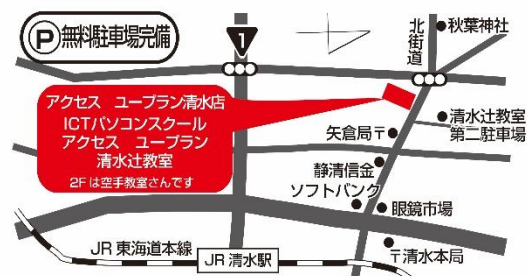 P 無料駐車場完備
1
北街道
秋葉神社
アクセス ユープラン清水店
ICTパソコンスクール
アクセス ユープラン
清水辻教室
2Fは空手教室さんです
清水辻教室
第二駐車場
矢倉局〒
静清信金
ソフトバンク
眼鏡市場
JR 東海道本線
JR 清水駅
〒清水本局